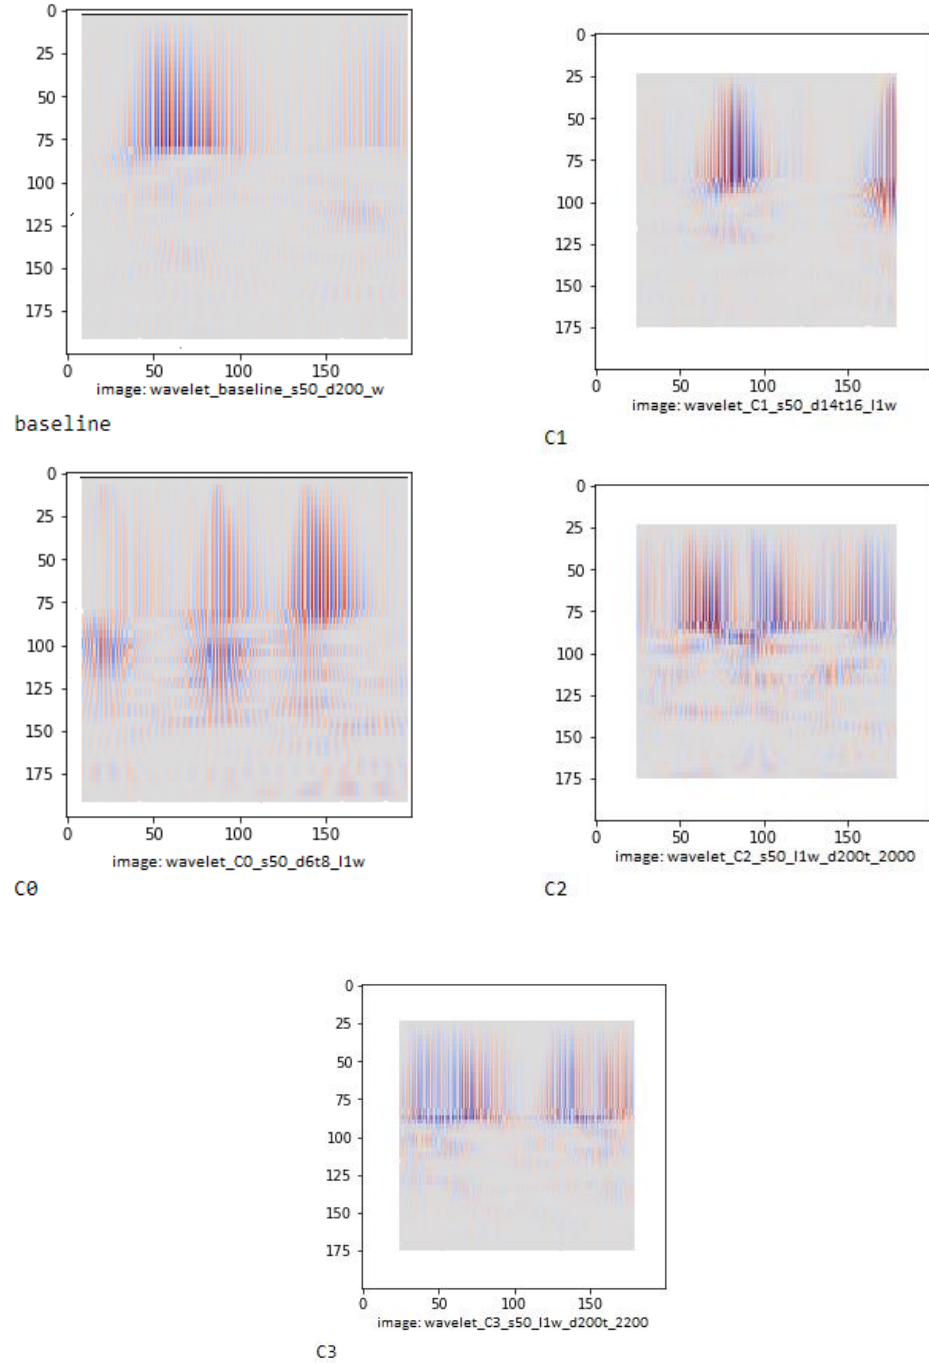 0
25
50
75
100
125
150
175
0 50 100 150
image: wavelet_baseline_s50_d200_w
baseline
0
25
50
75
100
125
150
175
0 50 100 150
image: wavelet_C1_s50_d14t16_l1w
C1
0
25
50
75
100
125
150
175
0 50 100 150
image: wavelet_C0_s50_d6t8_l1w
C0
0
25
50
75
100
125
150
175
0 50 100 150
image: wavelet_C2_s50_l1w_d200t_2000
C2
0
25
50
75
100
125
150
175
0 50 100 150
image: wavelet_C3_s50_l1w_d200t_2200
C3